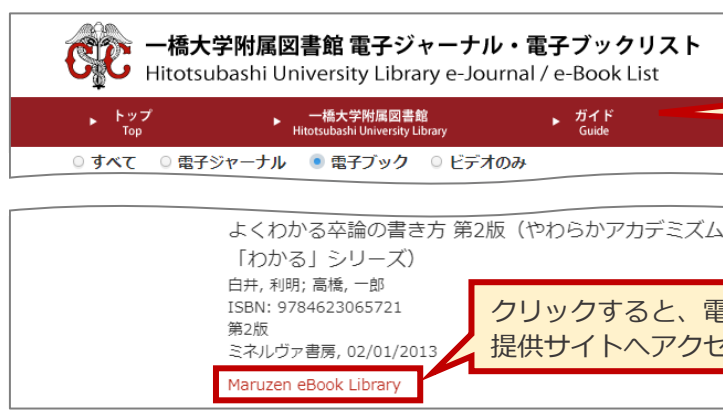 一橋大学附属図書館 電子ジャーナル・電子ブックリスト
Hitotsubashi University Library e-Journal / e-Book List
トップ
Top
一橋大学附属図書館
Hitotsubashi University Library
ガイド
Guide
すべて 電子ジャーナル 電子ブック ビデオのみ
よくわかる卒論の書き方 第2版（やわらかアカデミズム
「わかる」シリーズ）
白井, 利明; 高橋, 一郎
ISBN: 9784623065721
第2版
ミネルヴァ書房, 02/01/2013
Maruzen eBook Library
クリックすると、電
提供サイトへアクセ